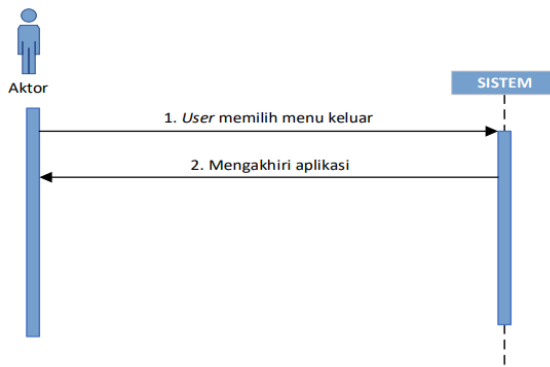 Aktor
SISTEM
1. User memilih menu keluar
2. Mengakhiri aplikasi